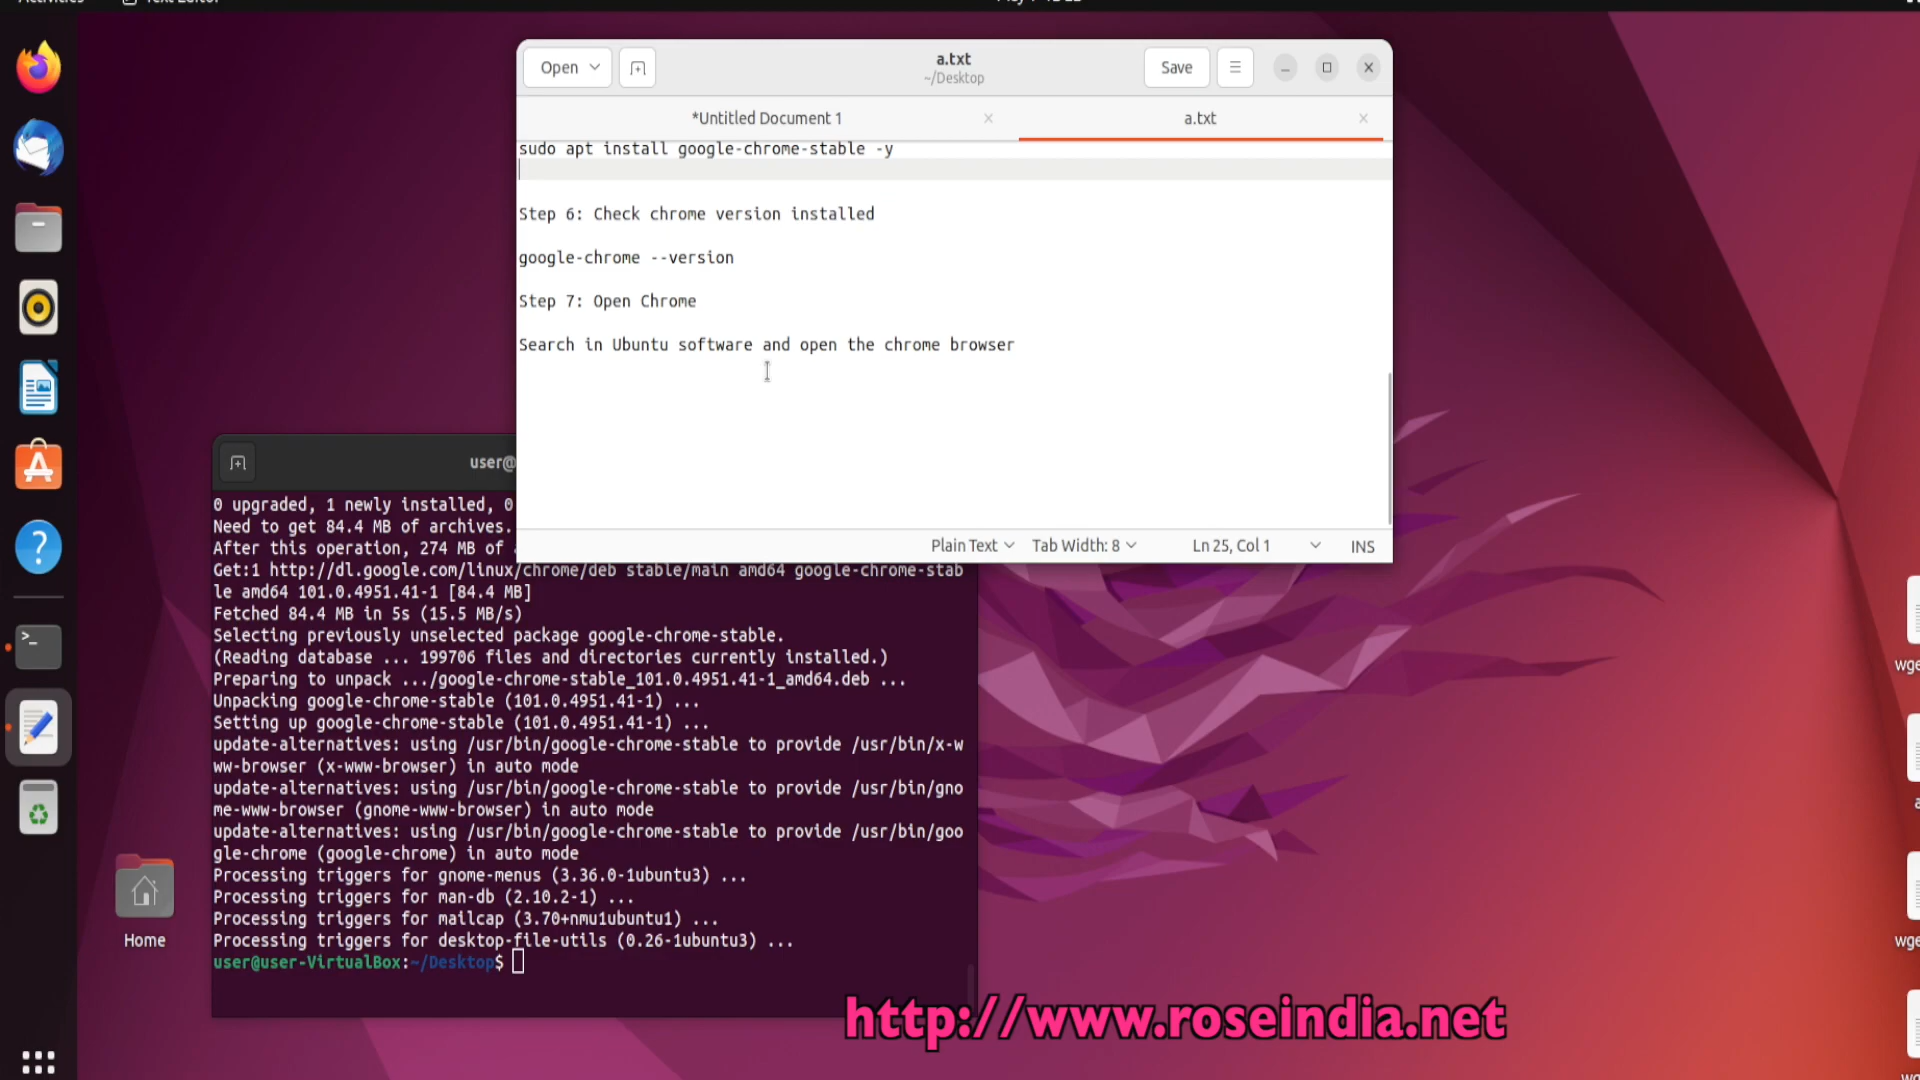 Open
a.txt
~/Desktop
Save
*Untitled Document 1
a.txt
sudo apt install google-chrome-stable -y
Step 6: Check chrome version installed
google-chrome --version
Step 7: Open Chrome
Search in Ubuntu software and open the chrome browser
Plain Text
Tab Width: 8
Ln 25, Col 1
INS
user@
0 upgraded, 1 newly installed, 0
Need to get 84.4 MB of archives.
After this operation, 274 MB of
Get:1 http://dl.google.com/linux/chrome/deb stable/main amd64 google-chrome-stab
le amd64 101.0.4951.41-1 [84.4 MB]
Fetched 84.4 MB in 5s (15.5 MB/s)
Selecting previously unselected package google-chrome-stable.
(Reading database ... 199706 files and directories currently installed.)
Preparing to unpack .../google-chrome-stable_101.0.4951.41-1_amd64.deb ...
Unpacking google-chrome-stable (101.0.4951.41-1) ...
Setting up google-chrome-stable (101.0.4951.41-1) ...
update-alternatives: using /usr/bin/google-chrome-stable to provide /usr/bin/x-w
ww-browser (x-www-browser) in auto mode
update-alternatives: using /usr/bin/google-chrome-stable to provide /usr/bin/gno
me-www-browser (gnome-www-browser) in auto mode
update-alternatives: using /usr/bin/google-chrome-stable to provide /usr/bin/goo
gle-chrome (google-chrome) in auto mode
Processing triggers for gnome-menus (3.36.0-1ubuntu3) ...
Processing triggers for man-db (2.10.2-1) ...
Processing triggers for mailcap (3.70+nmu1ubuntu1) ...
Processing triggers for desktop-file-utils (0.26-1ubuntu3) ...
user@user-VirtualBox:~/Desktop$
Home
wge
wge
http://www.roseindia.net